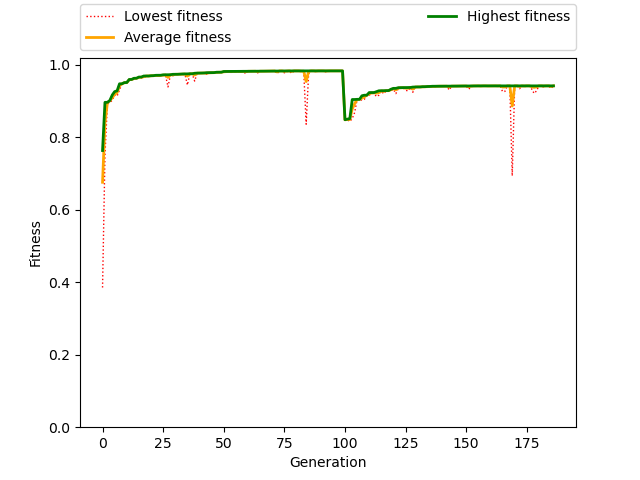 Lowest fitness
Average fitness
Highest fitness
1.0
0.8
0.6
0.4
0.2
0.0
Fitness
0 25 50 75 100 125 150 175
Generation